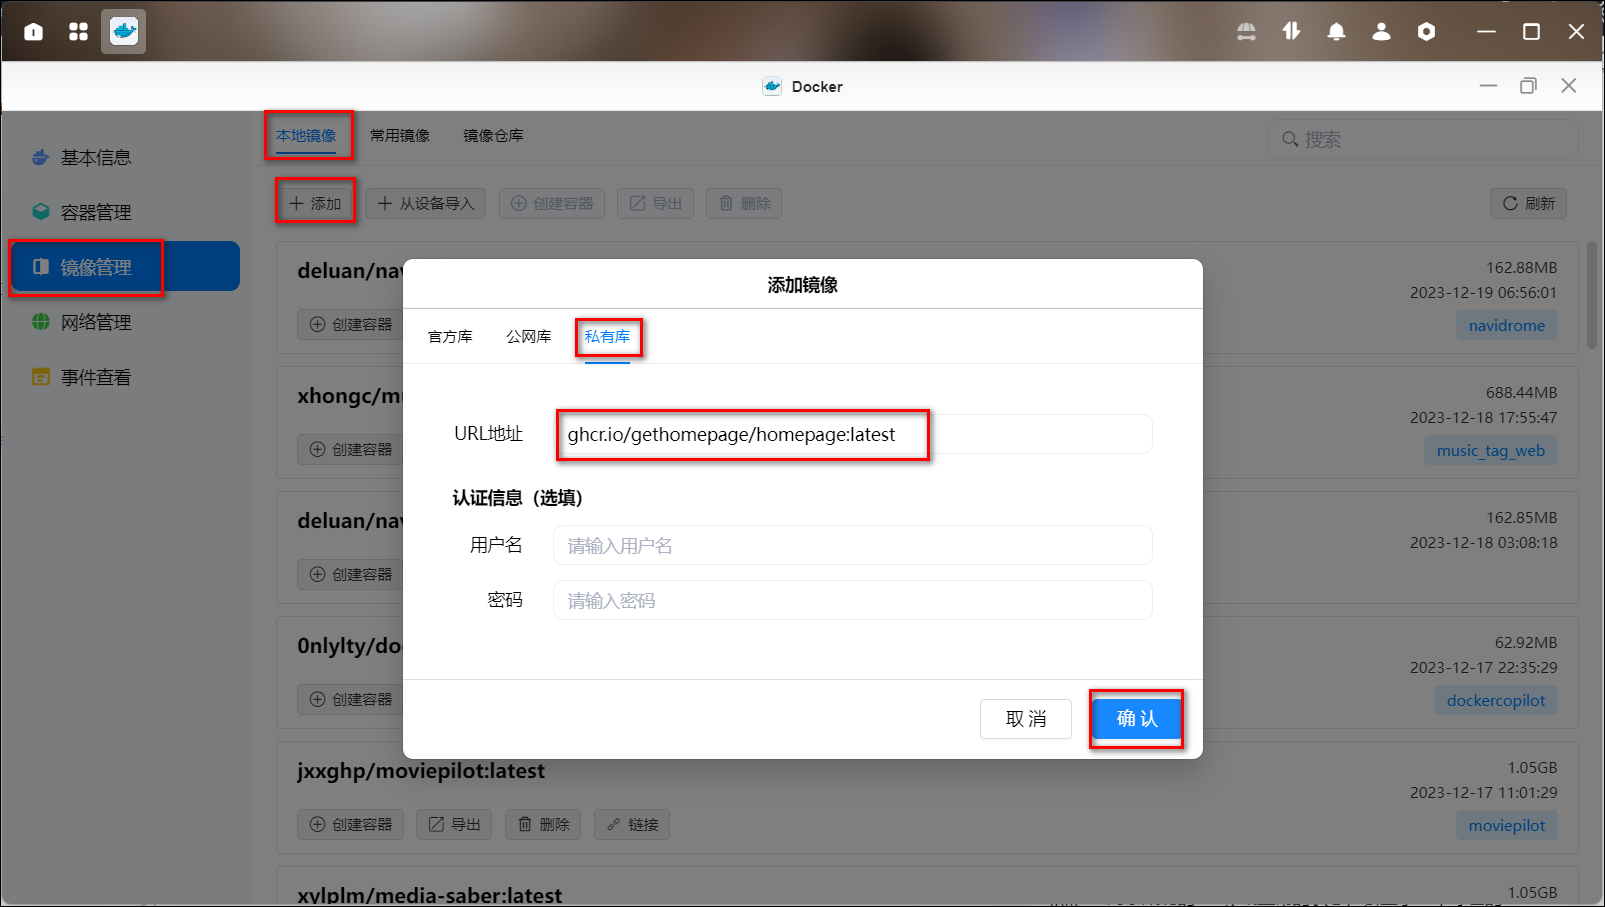 Docker
本地镜像 常用镜像 镜像仓库 搜索
基本信息
容器管理
镜像管理
网络管理
事件查看
添加 从设备导入 创建容器 导出 删除 刷新
deluan/na
162.88MB
2023-12-19 06:56:01
创建容器
navidrome
xhongc/m
688.44MB
2023-12-18 17:55:47
创建容器
music_tag_web
deluan/na
162.85MB
2023-12-18 03:08:18
创建容器
0nlylty/do
62.92MB
2023-12-17 22:35:29
创建容器
dockercopilot
jxxghp/moviepilot:latest
1.05GB
2023-12-17 11:01:29
创建容器 导出 删除 链接
moviepilot
xylplm/media-saber:latest
1.05GB
添加镜像
官方库 公网库 私有库
URL地址 ghcr.io/gethomepage/homepage:latest
认证信息（选填）
用户名 请输入用户名
密码 请输入密码
取 消 确 认